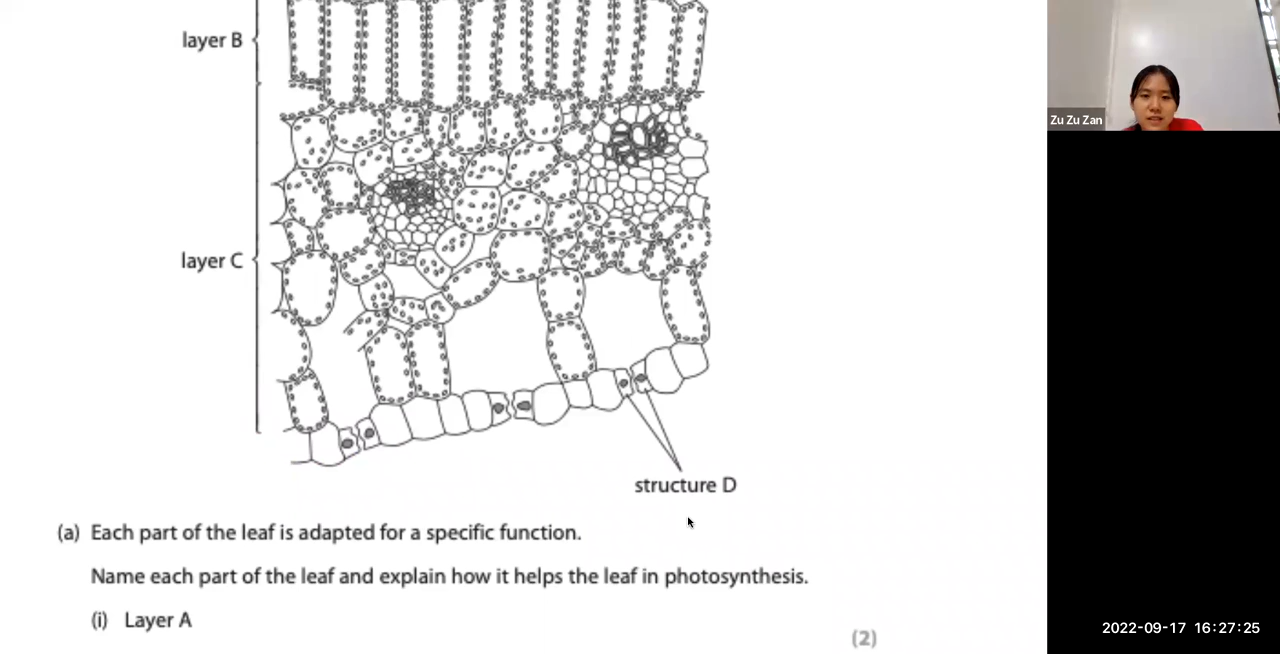 layer B
Zu Zu Zan
layer C
structure D
(a) Each part of the leaf is adapted for a specific function.
Name each part of the leaf and explain how it helps the leaf in photosynthesis.
(i) Layer A
(2)
2022-09-17 16:27:25